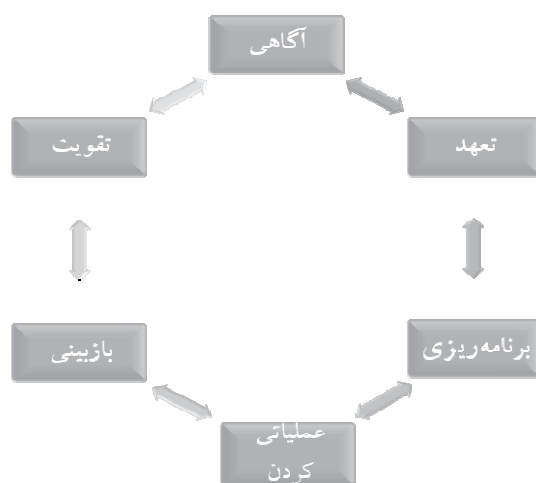 آگاهی
تعهد
برنامه‌ریزی
عملیاتی
کردن
بازبینی
تقویت